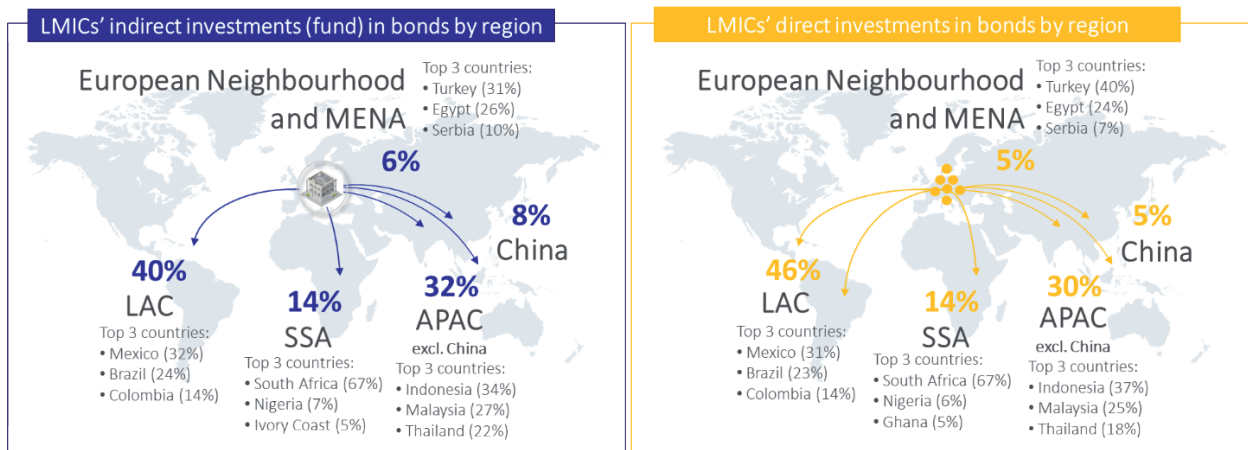 LMICs' indirect investments (fund) in bonds by region
European Neighbourhood
and MENA
6%
Top 3 countries:
• Turkey (31%)
• Egypt (26%)
• Serbia (10%)
8%
China
40%
LAC
Top 3 countries:
• Mexico (32%)
• Brazil (24%)
• Colombia (14%)
14%
SSA
Top 3 countries:
• South Africa (67%)
• Nigeria (7%)
• Ivory Coast (5%)
32%
APAC
excl. China
Top 3 countries:
• Indonesia (34%)
• Malaysia (27%)
• Thailand (22%)
LMICs' direct investments in bonds by region
European Neighbourhood
and MENA
5%
Top 3 countries:
• Turkey (40%)
• Egypt (24%)
• Serbia (7%)
5%
China
46%
LAC
Top 3 countries:
• Mexico (31%)
• Brazil (23%)
• Colombia (14%)
14%
SSA
Top 3 countries:
• South Africa (67%)
• Nigeria (6%)
• Ghana (5%)
30%
APAC
excl. China
Top 3 countries:
• Indonesia (37%)
• Malaysia (25%)
• Thailand (18%)